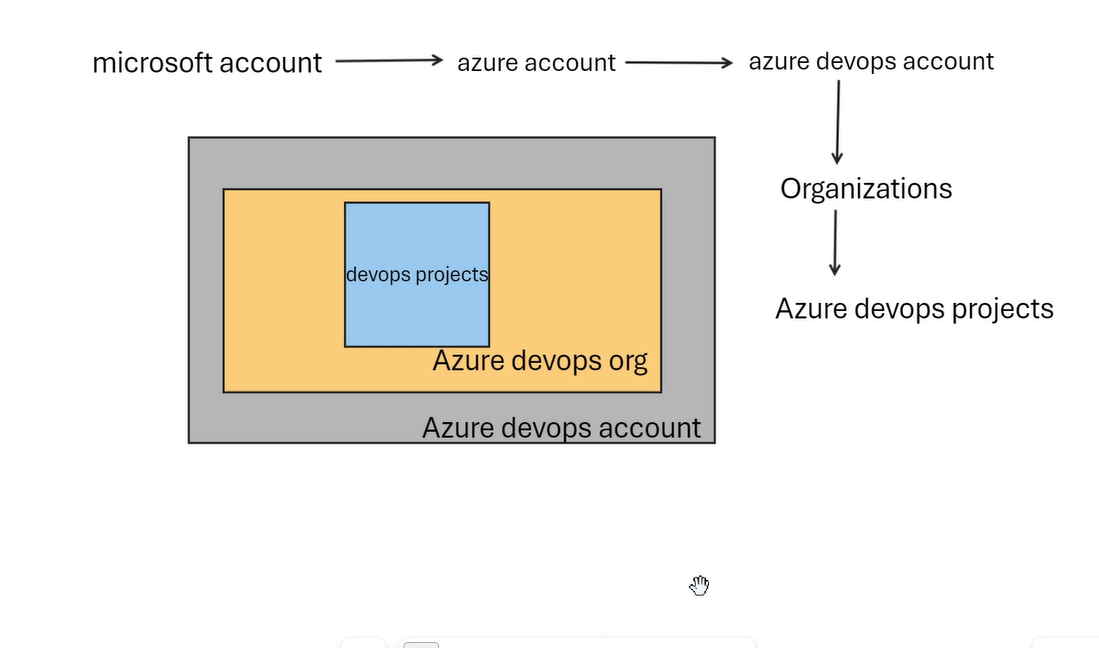 microsoft account
azure account
azure devops account
Organizations
Azure devops projects
devops projects
Azure devops org
Azure devops account